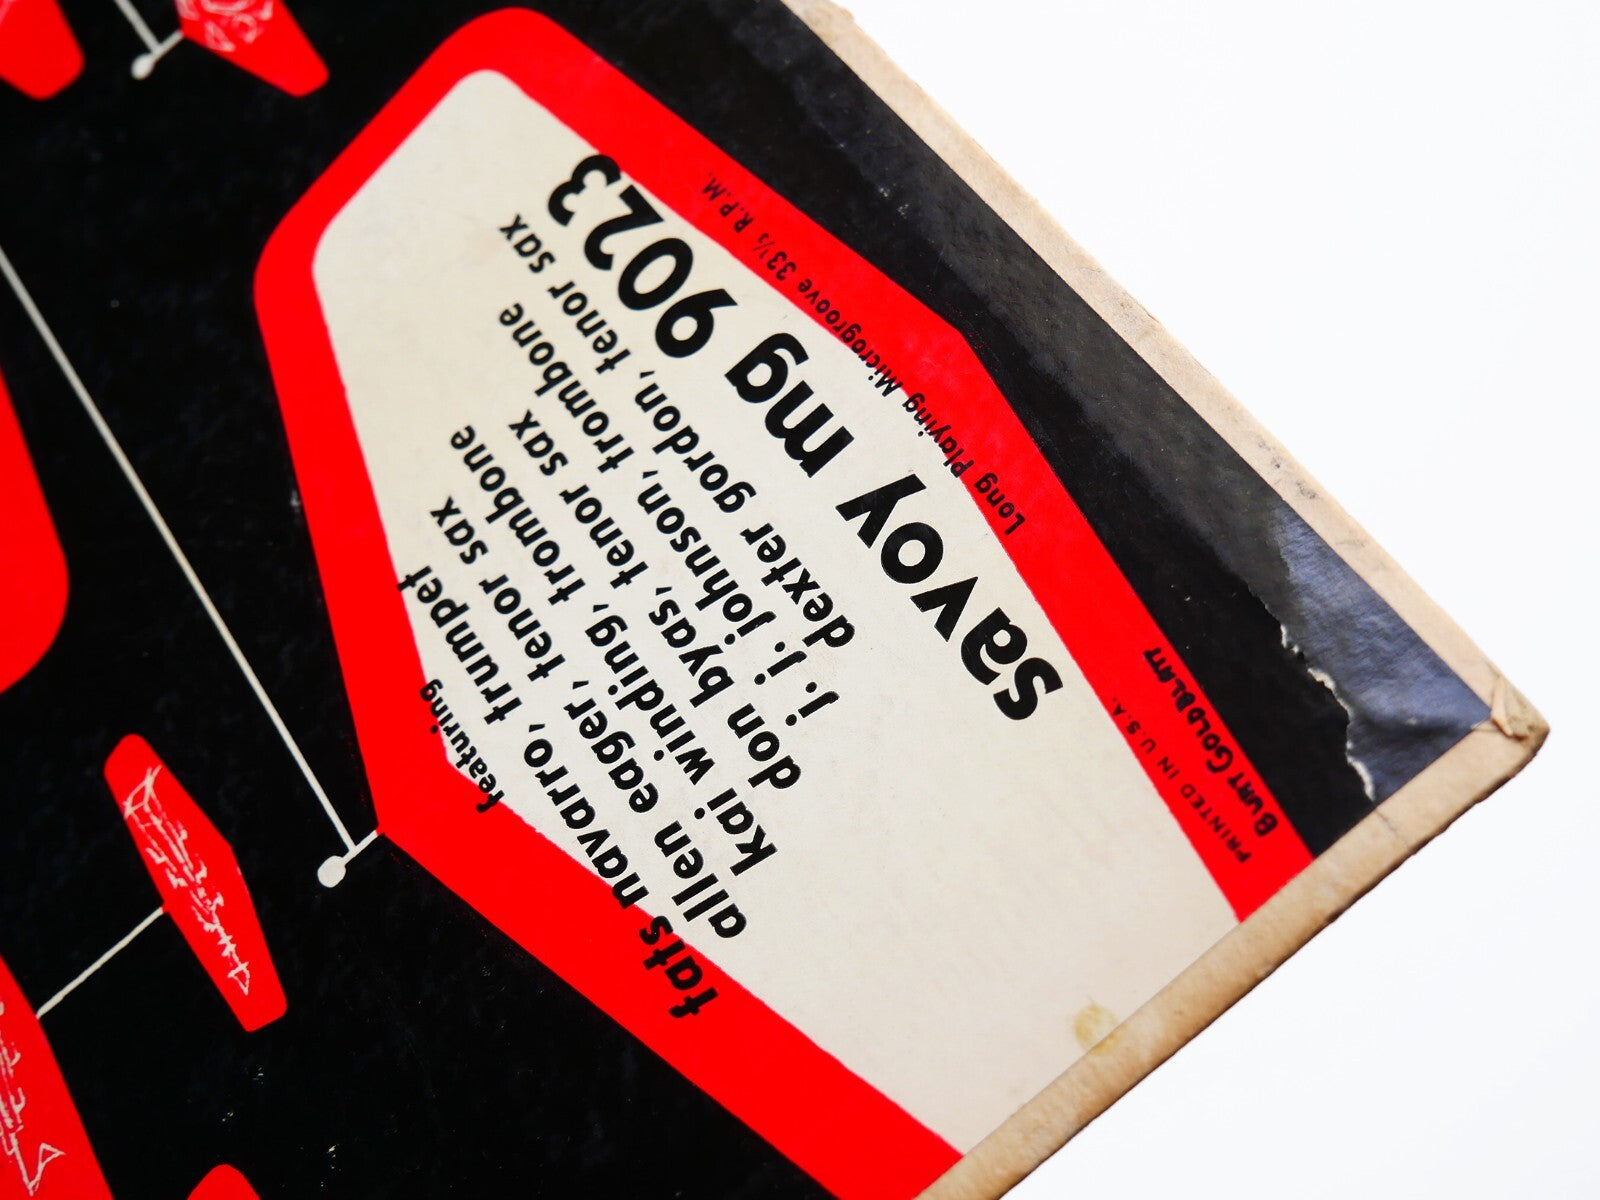 featuring
fats navarro, trumpet
allen eager, tenor sax
kai winding, trombone
don byas, tenor sax
j. j. johnson, trombone
dexter gordon, tenor sax
savoy mg 9023
Long Playing Microgroove 33⅓ R.P.M.
PRINTED IN U.S.A.
BURT GOLDBLATT